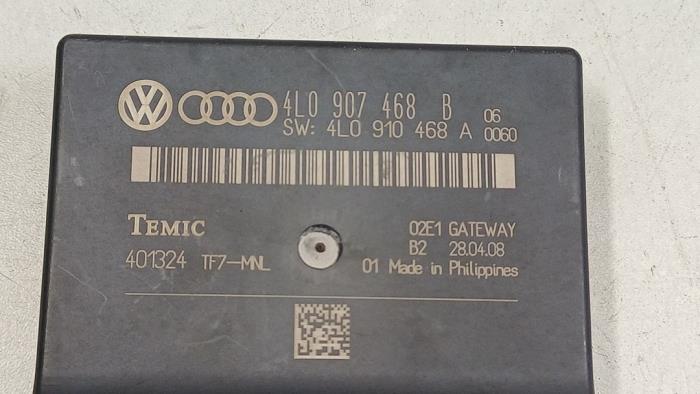 4L0 907 468 B 06
SW: 4L0 910 468 A 0060
TEMIC
401324 TF7-MNL
02E1 GATEWAY
B2 28.04.08
01 Made in Philippines